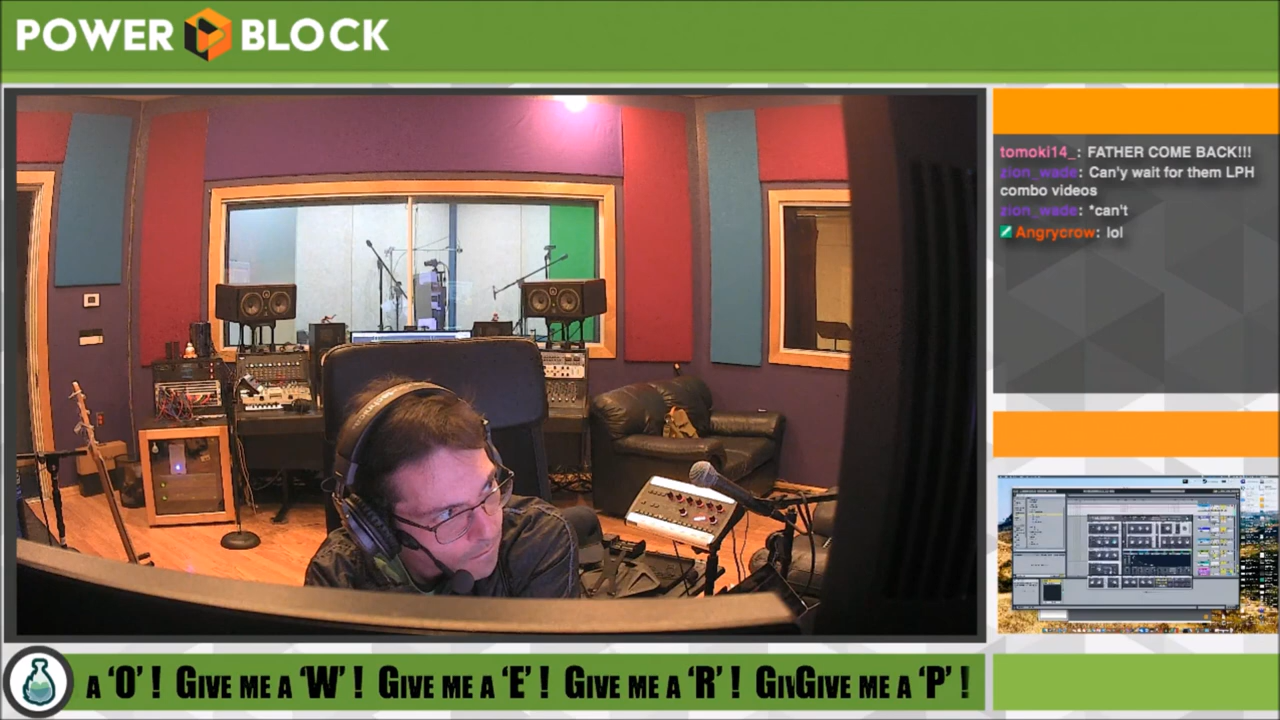 POWER BLOCK
tomoki14_: FATHER COME BACK!!!
zion_wade: Can'y wait for them LPH
combo videos
zion_wade: *can't
Angrycrow: lol
A 'O' ! GIVE ME A 'W' ! GIVE ME A 'E' ! GIVE ME A 'R' ! GIVGIVE ME A 'P' !